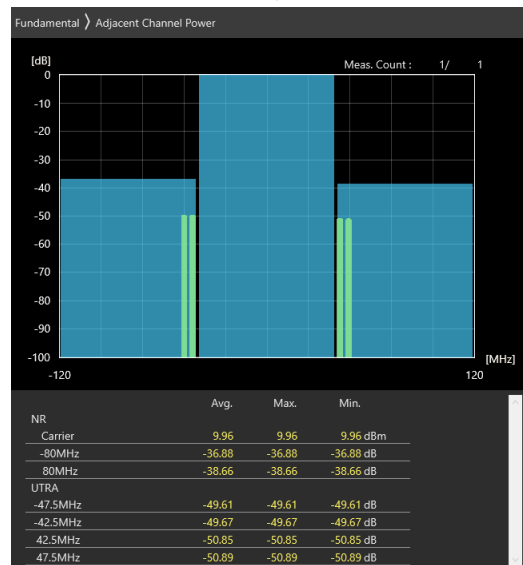 Fundamental ❭ Adjacent Channel Power
[dB]
Meas. Count : 1/ 1
0
-10
-20
-30
-40
-50
-60
-70
-80
-90
-100
[MHz]
-120 120
Avg. Max. Min.
NR
Carrier 9.96 9.96 9.96 dBm
-80MHz -36.88 -36.88 -36.88 dB
80MHz -38.66 -38.66 -38.66 dB
UTRA
-47.5MHz -49.61 -49.61 -49.61 dB
-42.5MHz -49.67 -49.67 -49.67 dB
42.5MHz -50.85 -50.85 -50.85 dB
47.5MHz -50.89 -50.89 -50.89 dB